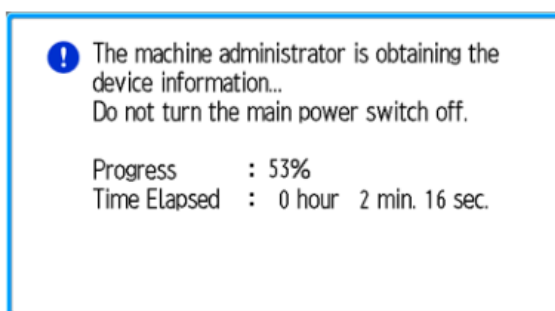 The machine administrator is obtaining the
device information...
Do not turn the main power switch off.
Progress : 53%
Time Elapsed : 0 hour 2 min. 16 sec.